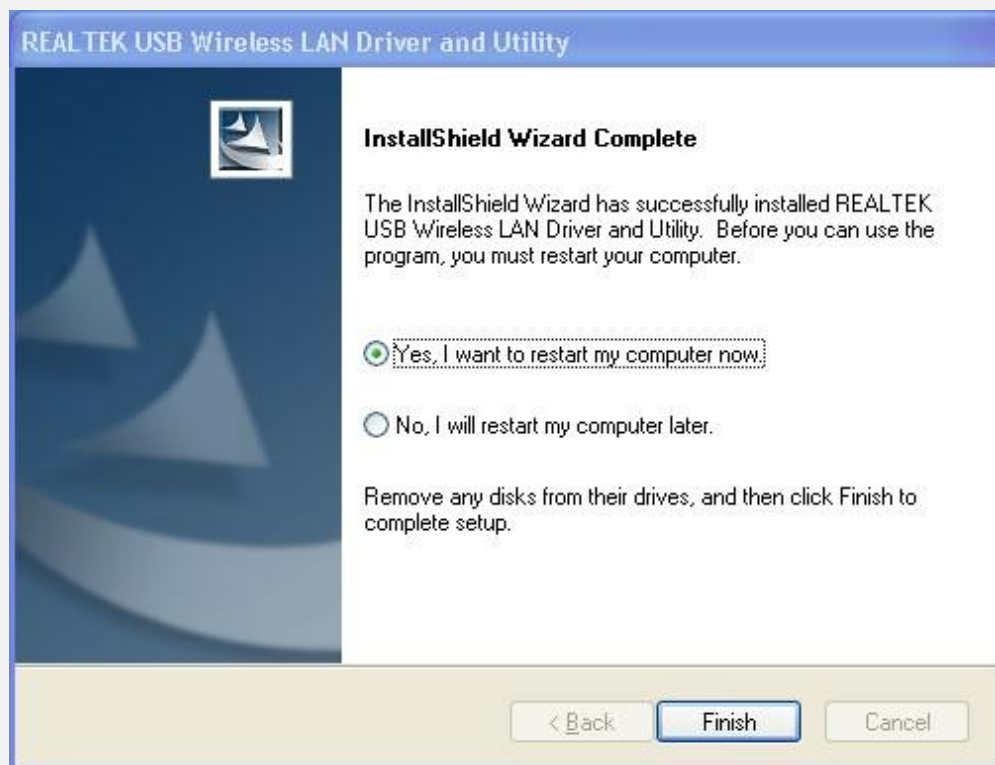 REALTEK USB Wireless LAN Driver and Utility
InstallShield Wizard Complete
The InstallShield Wizard has successfully installed REALTEK
USB Wireless LAN Driver and Utility. Before you can use the
program, you must restart your computer.
Yes, I want to restart my computer now.
No, I will restart my computer later.
Remove any disks from their drives, and then click Finish to
complete setup.
< Back Finish Cancel